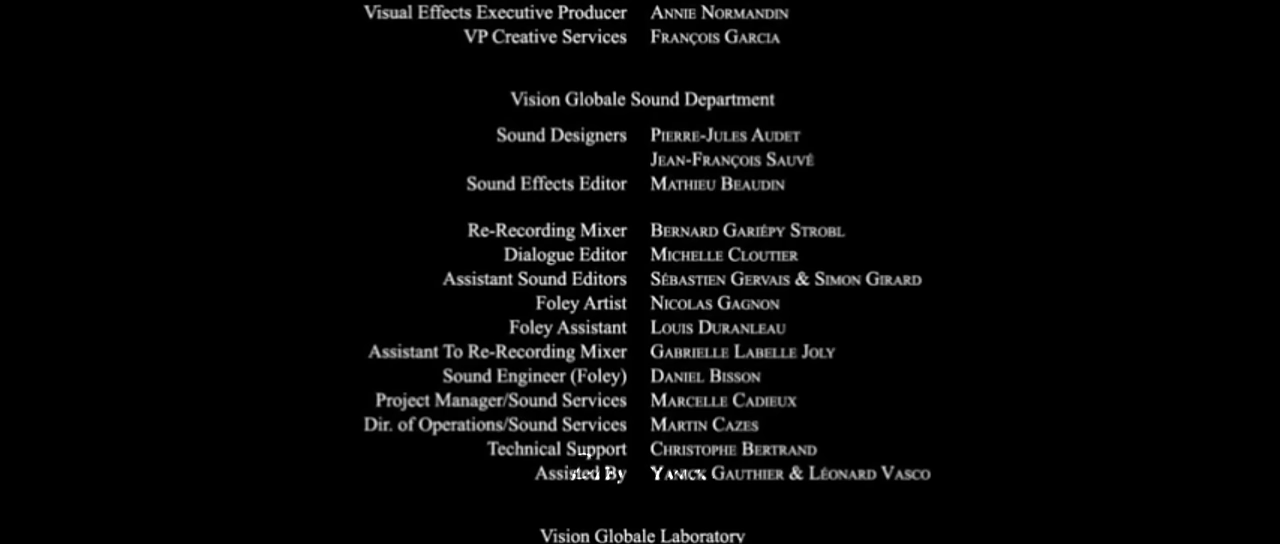 Visual Effects Executive Producer Annie Normandin
VP Creative Services François Garcia
Vision Globale Sound Department
Sound Designers Pierre-Jules Audet
Jean-François Sauvé
Sound Effects Editor Mathieu Beaudin
Re-Recording Mixer Bernard Gariépy Strobl
Dialogue Editor Michelle Cloutier
Assistant Sound Editors Sébastien Gervais & Simon Girard
Foley Artist Nicolas Gagnon
Foley Assistant Louis Duranleau
Assistant To Re-Recording Mixer Gabrielle Labelle Joly
Sound Engineer (Foley) Daniel Bisson
Project Manager/Sound Services Marcelle Cadieux
Dir. of Operations/Sound Services Martin Cazes
Technical Support Christophe Bertrand
Assisted By Yanick Gauthier & Léonard Vasco
Vision Globale Laboratory